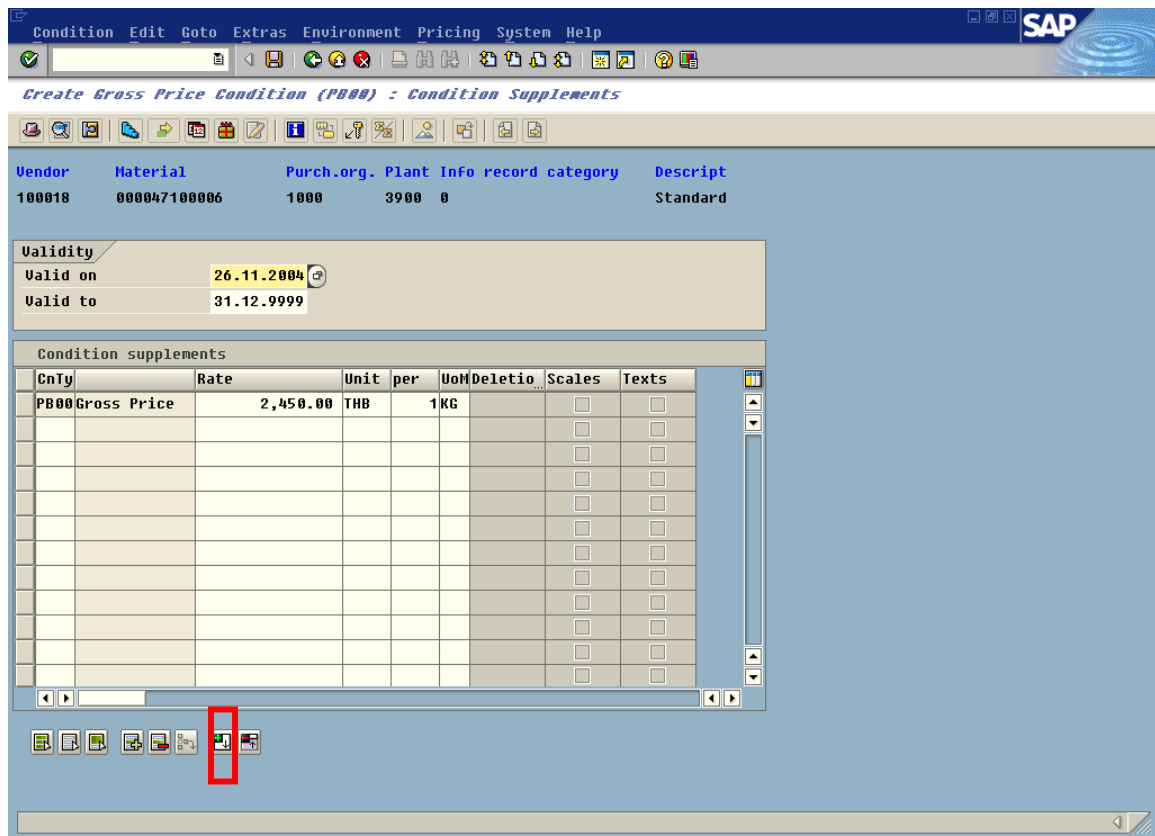 Condition Edit Goto Extras Environment Pricing System Help
SAP
Create Gross Price Condition (PB00) : Condition Supplements
Vendor Material Purch.org. Plant Info record category Descript
100018 000047100006 1000 3900 0 Standard
Validity
Valid on 26.11.2004
Valid to 31.12.9999
Condition supplements
CnTy Rate Unit per UoM Deletio... Scales Texts
PB00 Gross Price 2,450.00 THB 1 KG